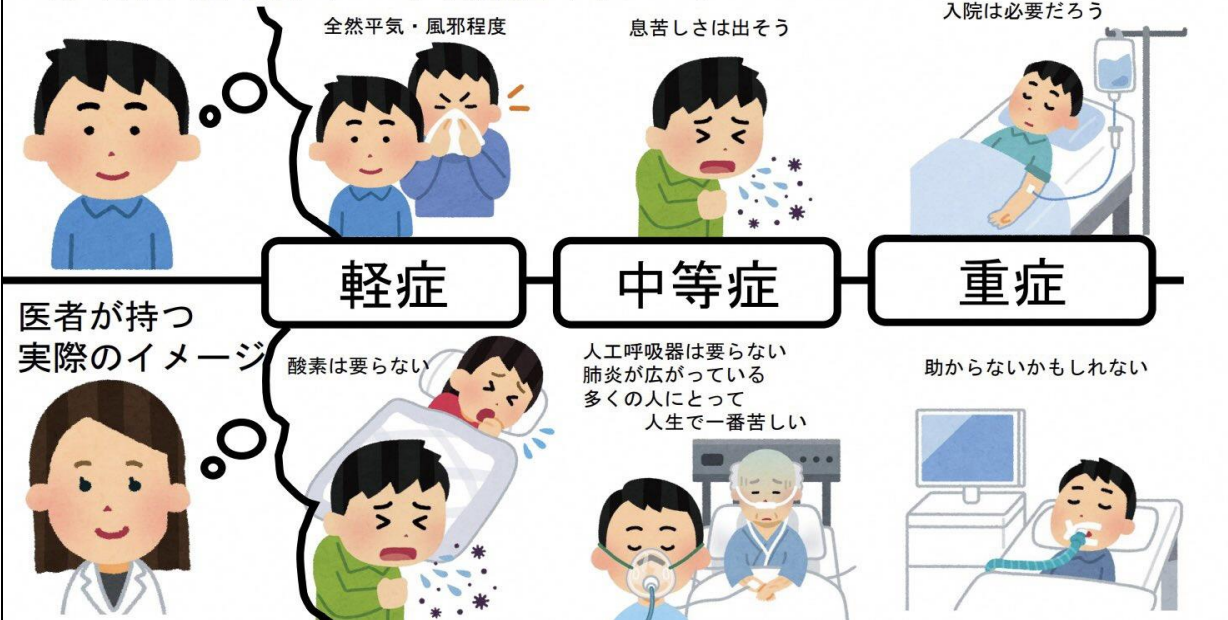 全然平気・風邪程度
息苦しさは出そう
入院は必要だろう
軽症
中等症
重症
医者が持つ
実際のイメージ
酸素は要らない
人工呼吸器は要らない
肺炎が広がっている
多くの人にとって
人生で一番苦しい
助からないかもしれない